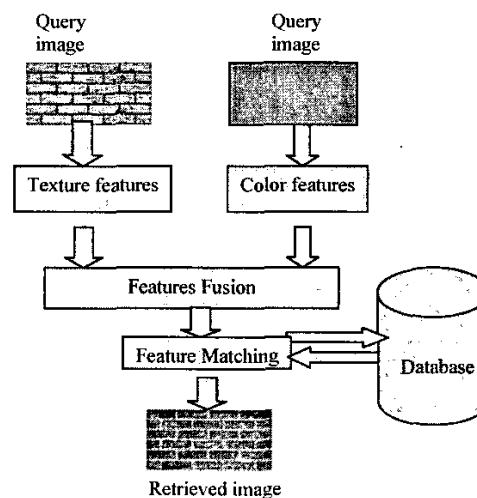 Query
image
Query
image
Texture features
Color features
Features Fusion
Feature Matching
Database
Retrieved image